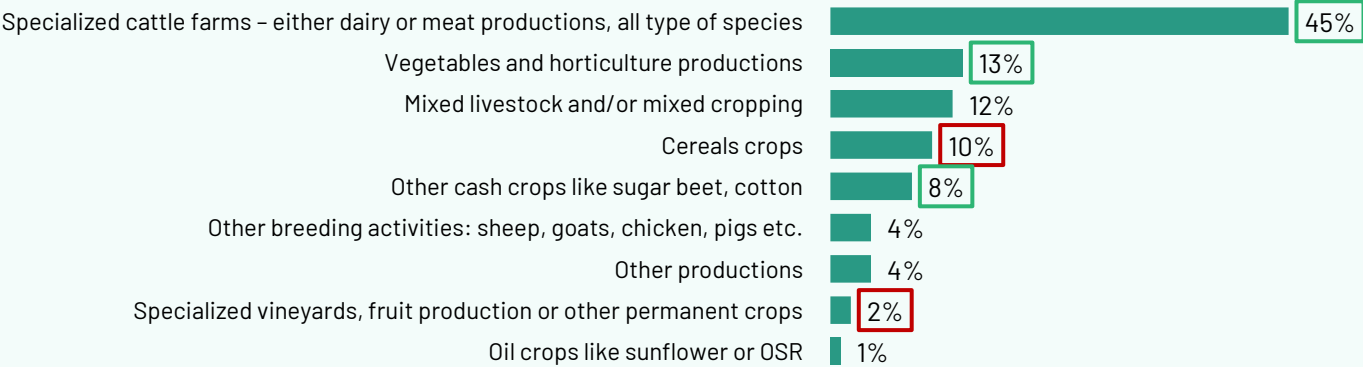 Specialized cattle farms – either dairy or meat productions, all type of species 45%
Vegetables and horticulture productions 13%
Mixed livestock and/or mixed cropping 12%
Cereals crops 10%
Other cash crops like sugar beet, cotton 8%
Other breeding activities: sheep, goats, chicken, pigs etc. 4%
Other productions 4%
Specialized vineyards, fruit production or other permanent crops 2%
Oil crops like sunflower or OSR 1%